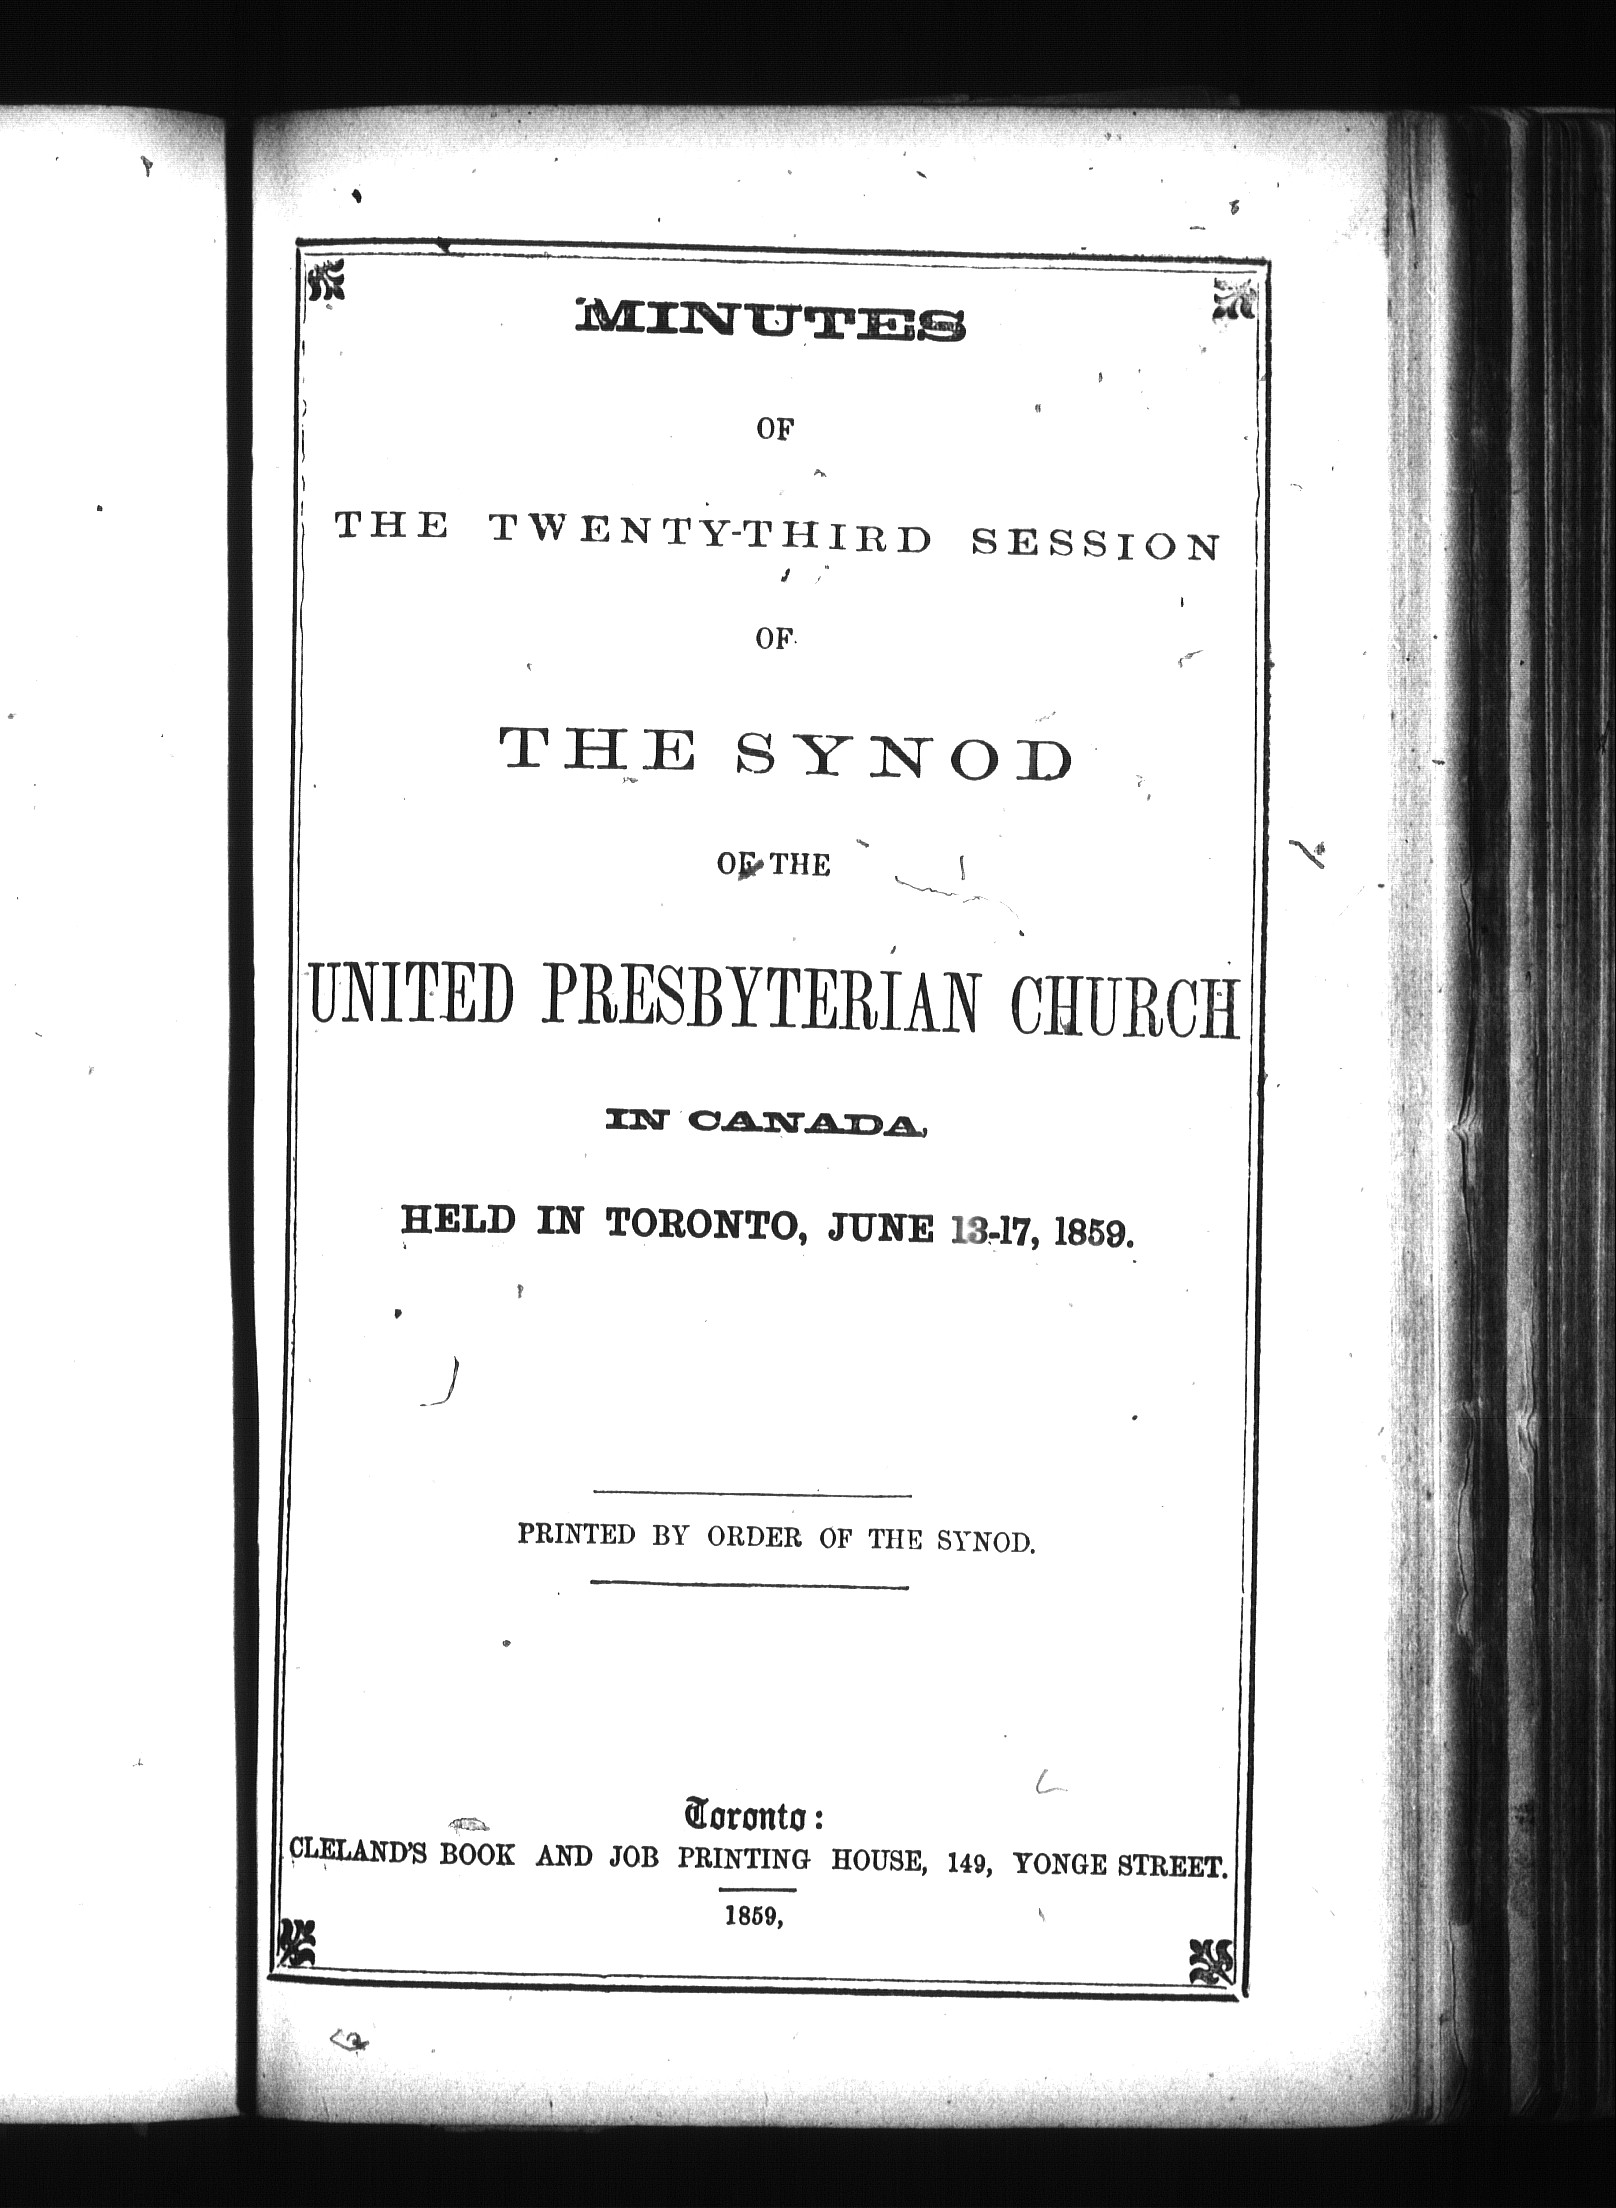 MINUTES
OF
THE TWENTY-THIRD SESSION
OF
THE SYNOD
OF THE
UNITED PRESBYTERIAN CHURCH
IN CANADA,
HELD IN TORONTO, JUNE 13-17, 1859.
PRINTED BY ORDER OF THE SYNOD.
Toronto:
CLELAND'S BOOK AND JOB PRINTING HOUSE, 149, YONGE STREET.
1859,